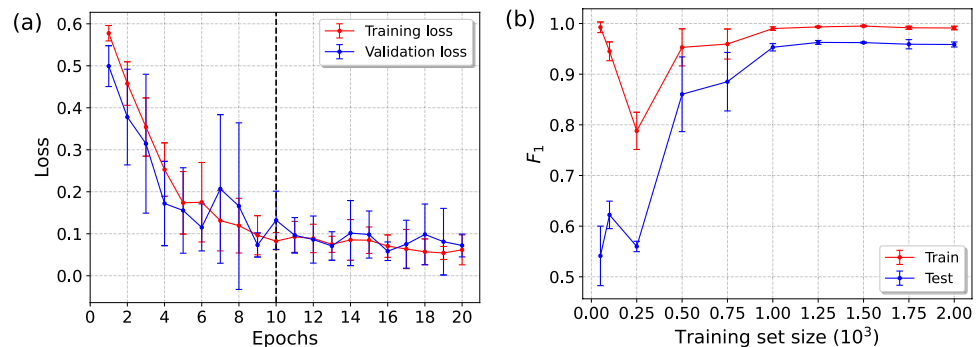 (a)
Training loss
Validation loss
0.6
0.5
0.4
0.3
0.2
0.1
0.0
Loss
0 2 4 6 8 10 12 14 16 18 20
Epochs
(b)
1.0
0.9
0.8
0.7
0.6
0.5
F1
Train
Test
0.00 0.25 0.50 0.75 1.00 1.25 1.50 1.75 2.00
Training set size (10³)